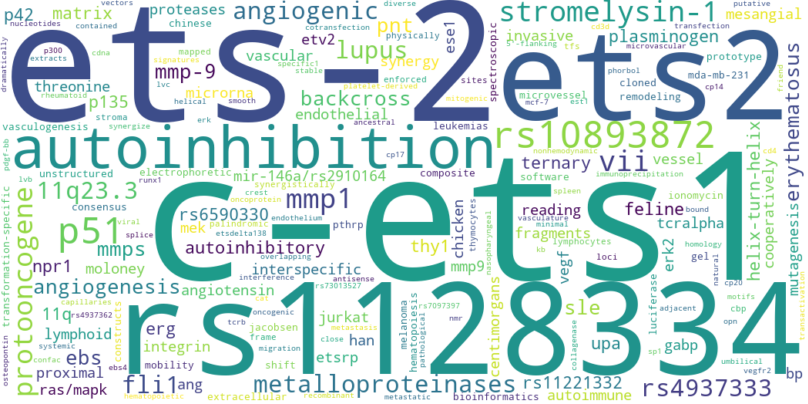 p42
matrix
proteases
chinese
angiogenic
pnt
diverse
physically
stromelysin-1
mesangial
vectors
nucleotides
contained
cdna
mapped
cotransfection
etv2
ese1
spectroscopic
invasive
plasminogen
5'-flanking
tfs
cd1d
transfection
putative
dramatically
p300
extracts
signatures
vascular
lupus
synergy
sites
microvascular
prototype
ets-2
ets2
mmp-9
specific1
stable
enforced
phorbol
cloned
mda-mb-231
friend
threonine
microrna
lvc
platelet-derived
mitogenic
mcf-7
est1
remodeling
cp14
rheumatoid
p135
helical
smooth
backcross
ancestral
microvessel
stroma
erk
endothelial
leukemias
vasculogenesis
synergize
autoinhibition
rs10893872
erythematosus
pdgf-bb
cp17
nonhemodynamic
cd4
unstructured
electrophoretic
mir-146a/rs2910164
composite
ternary
vii
vessel
helix-turn-helix
lvb
runx1
synergistically
software
immunoprecipitation
11q23.3
consensus
crest
oncoprotein
c-ets1
spleen
ionomycin
cooperatively
mutagenesis
transformation-specific
protooncogene
viral
rs6590330
endothelium
mmp1
chicken
reading
feline
bound
tcralpha
p51
mek
palindromic
etsdelta138
pthrp
thymocytes
vasculature
minimal
fragments
lymphocytes
loci
gel
natural
homology
splice
autoinhibitory
thy1
nasopharyngeal
kb
mmps
overlapping
antisense
interference
vegf
erk2
npr1
moloney
interspecific
mmp9
cp20
angiogenesis
angiotensin
rs73013527
rs1128334
centimorgans
sle
luciferase
adjacent
motifs
capillaries
11q
rs4937362
tcrb
oncogenic
jacobsen
jurkat
melanoma
hematopoiesis
rs7097397
collagenase
cbp
opn
transactivation
lymphoid
constructs
erg
frame
metastasis
close
han
pathological
nmr
upa
gabp
osteopontin
systemic
ebs
integrin
migration
etsrp
sp1
umbilical
confac
ebs4
proximal
mobility
shift
vegfr2
bp
ras/mapk
fli1
ang
metalloproteinases
rs11221332
rs4937333
hematopoietic
extracellular
recombinant
metastatic
bioinformatics
autoimmune